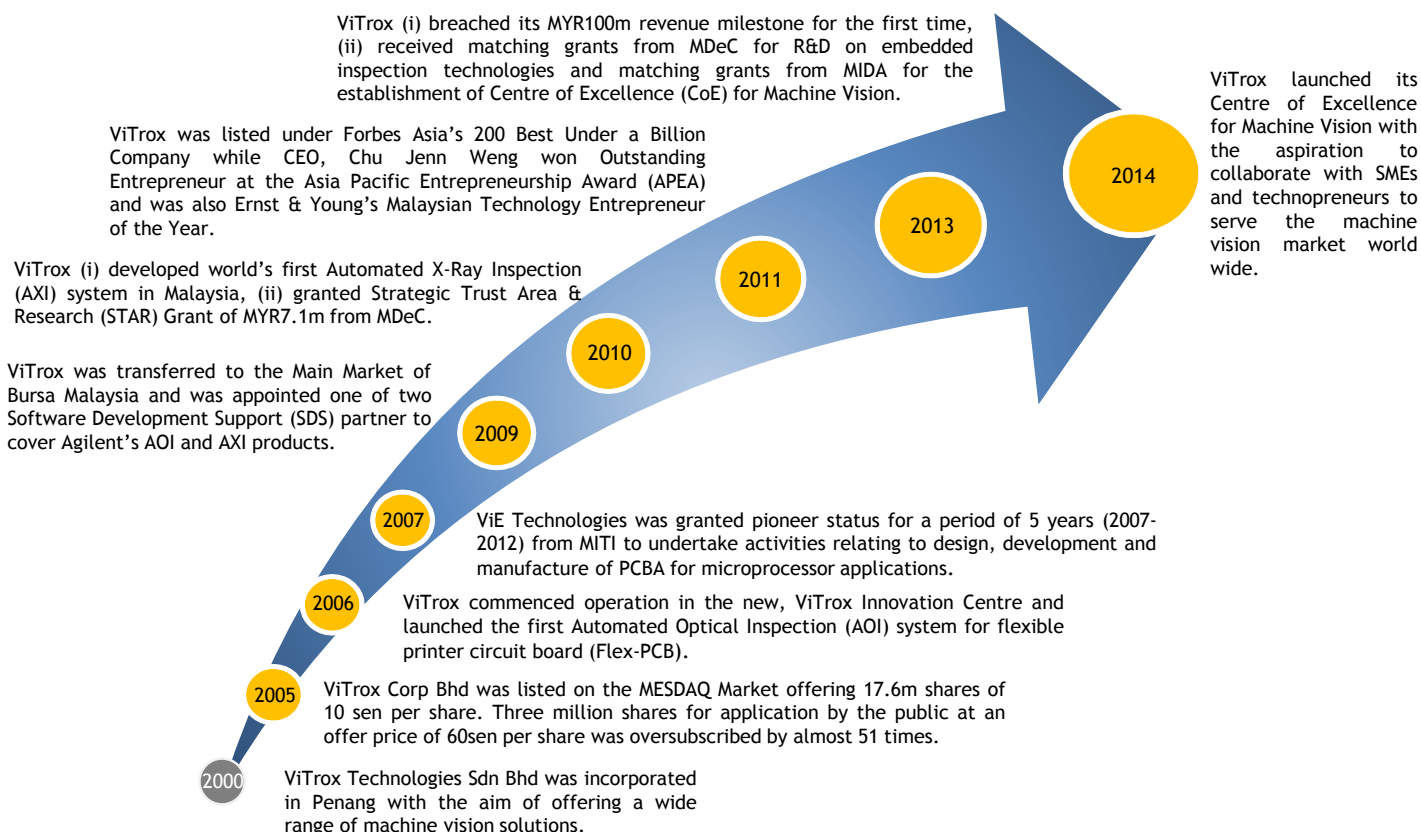 ViTrox (i) breached its MYR100m revenue milestone for the first time,
(ii) received matching grants from MDeC for R&D on embedded
inspection technologies and matching grants from MIDA for the
establishment of Centre of Excellence (CoE) for Machine Vision.
ViTrox launched its
Centre of Excellence
for Machine Vision with
the aspiration to
collaborate with SMEs
and technopreneurs to
serve the machine
vision market world
wide.
2014
ViTrox was listed under Forbes Asia's 200 Best Under a Billion
Company while CEO, Chu Jenn Weng won Outstanding
Entrepreneur at the Asia Pacific Entrepreneurship Award (APEA)
and was also Ernst & Young's Malaysian Technology Entrepreneur
of the Year.
2013
2011
ViTrox (i) developed world's first Automated X-Ray Inspection
(AXI) system in Malaysia, (ii) granted Strategic Trust Area &
Research (STAR) Grant of MYR7.1m from MDeC.
2010
ViTrox was transferred to the Main Market of
Bursa Malaysia and was appointed one of two
Software Development Support (SDS) partner to
cover Agilent's AOI and AXI products.
2009
2007
ViE Technologies was granted pioneer status for a period of 5 years (2007-
2012) from MITI to undertake activities relating to design, development and
manufacture of PCBA for microprocessor applications.
2006
ViTrox commenced operation in the new, ViTrox Innovation Centre and
launched the first Automated Optical Inspection (AOI) system for flexible
printer circuit board (Flex-PCB).
2005
ViTrox Corp Bhd was listed on the MESDAQ Market offering 17.6m shares of
10 sen per share. Three million shares for application by the public at an
offer price of 60sen per share was oversubscribed by almost 51 times.
2000
ViTrox Technologies Sdn Bhd was incorporated
in Penang with the aim of offering a wide
range of machine vision solutions.